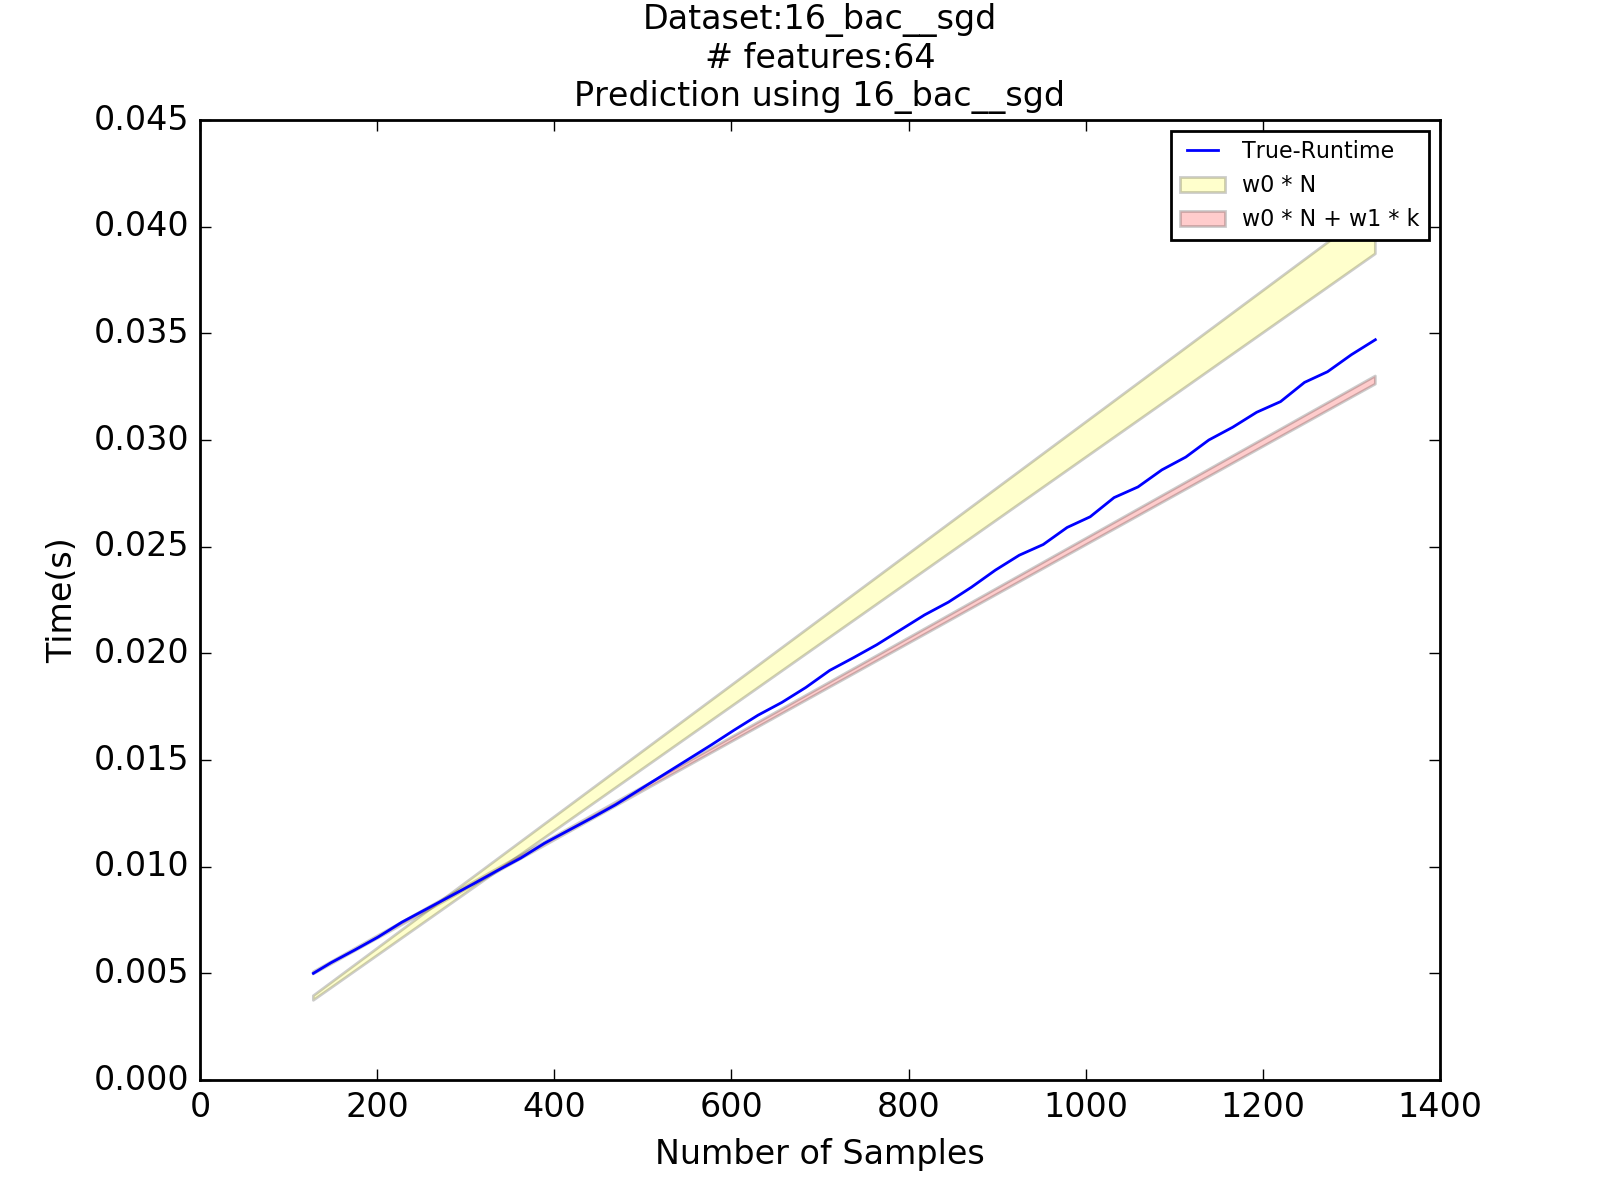 Dataset:16_bac__sgd
# features:64
Prediction using 16_bac__sgd
0.045
0.040
0.035
0.030
0.025
0.020
0.015
0.010
0.005
0.000
Time(s)
True-Runtime
w0 * N
w0 * N + w1 * k
0 200 400 600 800 1000 1200 1400
Number of Samples